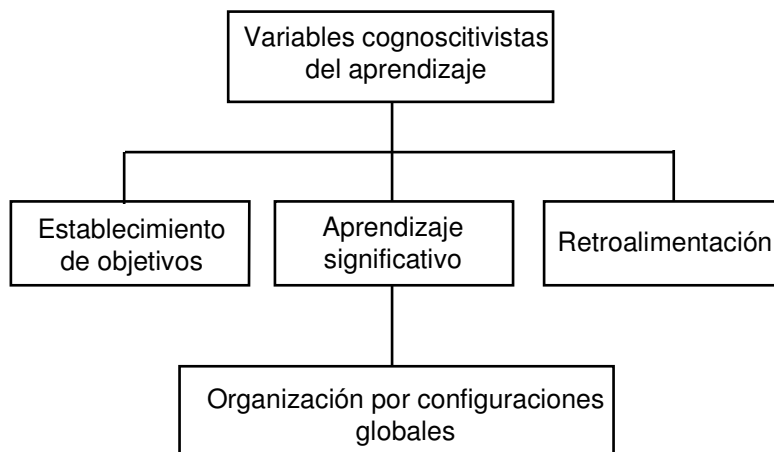 Variables cognoscitivistas
del aprendizaje
Establecimiento
de objetivos
Aprendizaje
significativo
Retroalimentación
Organización por configuraciones
globales